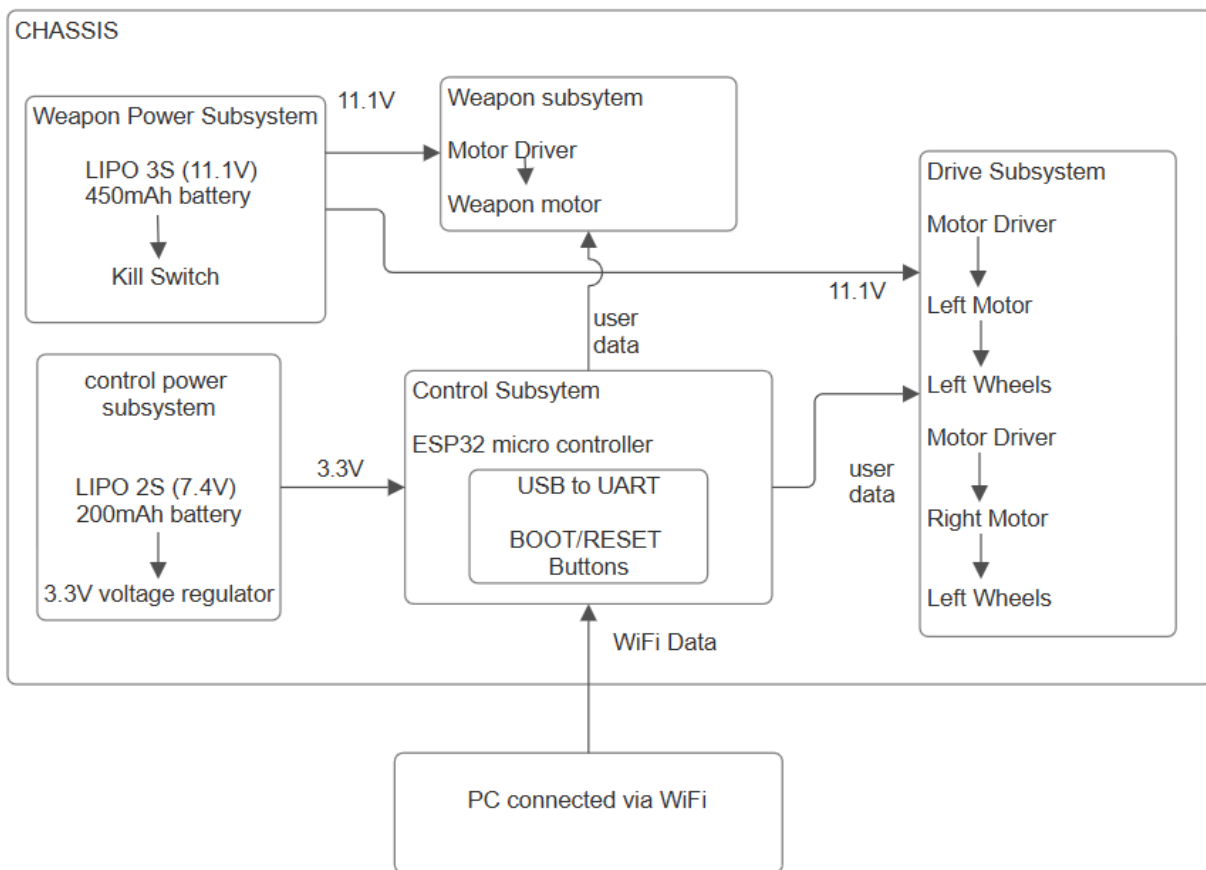 CHASSIS
Weapon Power Subsystem
LIPO 3S (11.1V)
450mAh battery
Kill Switch
11.1V
Weapon subsytem
Motor Driver
Weapon motor
11.1V
user
data
control power
subsystem
LIPO 2S (7.4V)
200mAh battery
3.3V voltage regulator
3.3V
Control Subsytem
ESP32 micro controller
USB to UART
BOOT/RESET
Buttons
user
data
Drive Subsystem
Motor Driver
Left Motor
Left Wheels
Motor Driver
Right Motor
Left Wheels
WiFi Data
PC connected via WiFi